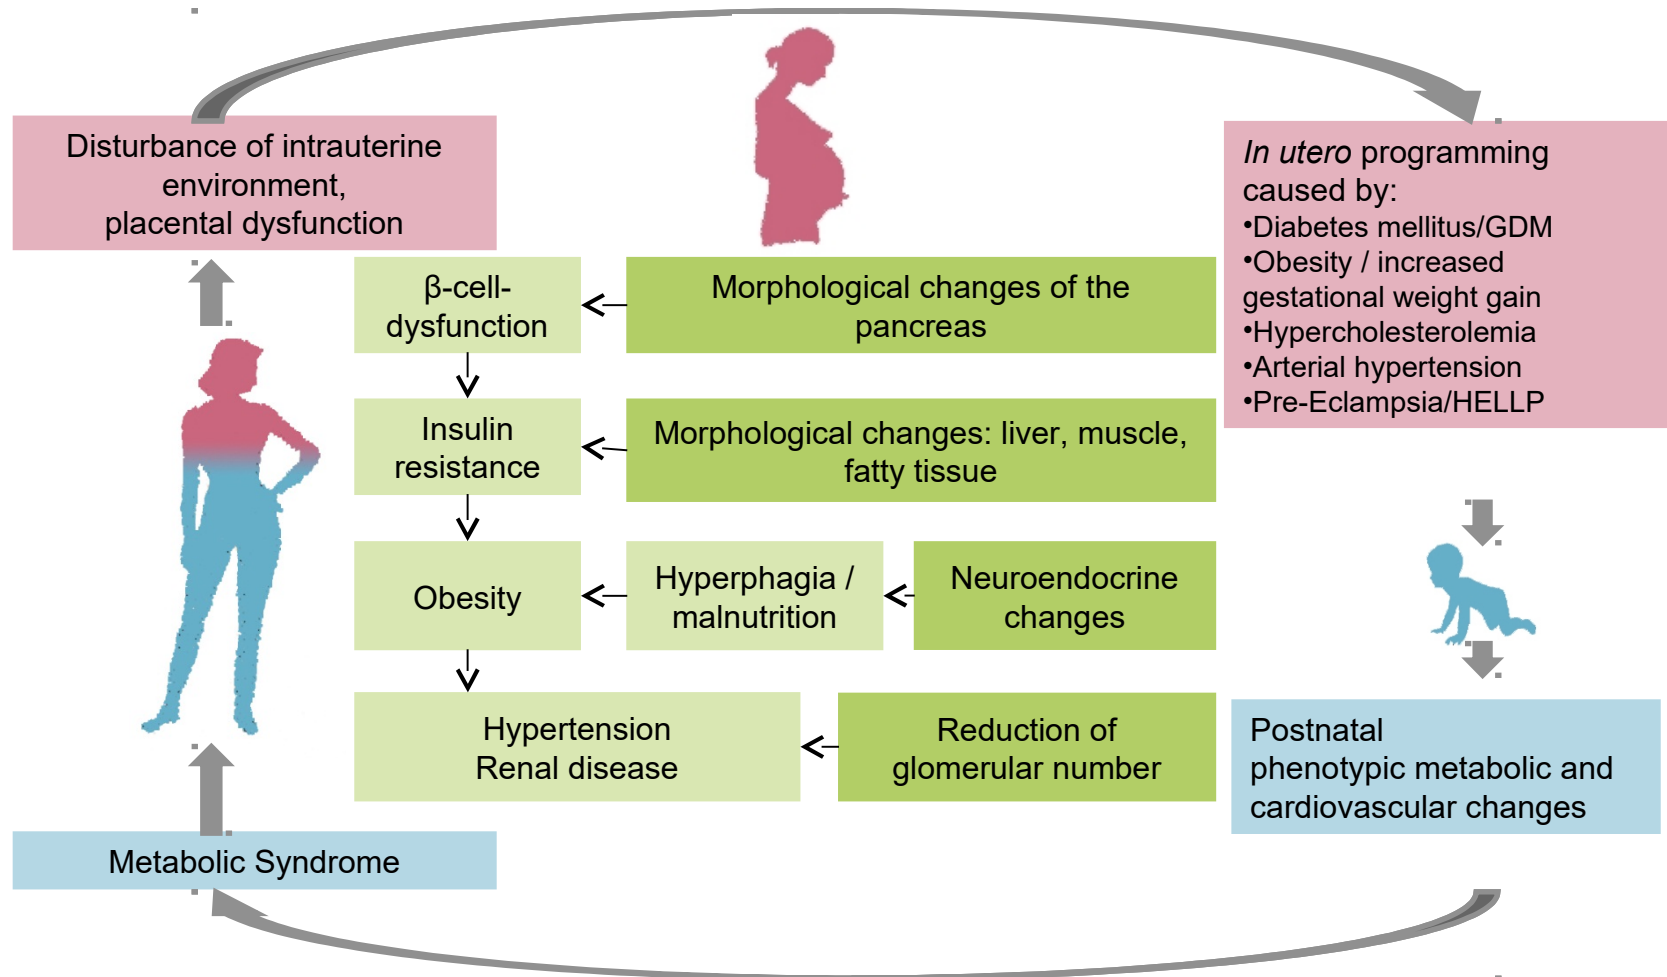 Disturbance of intrauterine
environment,
placental dysfunction
In utero programming
caused by:
•Diabetes mellitus/GDM
•Obesity / increased
gestational weight gain
•Hypercholesterolemia
•Arterial hypertension
•Pre-Eclampsia/HELLP
β-cell-
dysfunction
Morphological changes of the
pancreas
Insulin
resistance
Morphological changes: liver, muscle,
fatty tissue
Obesity
Hyperphagia /
malnutrition
Neuroendocrine
changes
Hypertension
Renal disease
Reduction of
glomerular number
Postnatal
phenotypic metabolic and
cardiovascular changes
Metabolic Syndrome